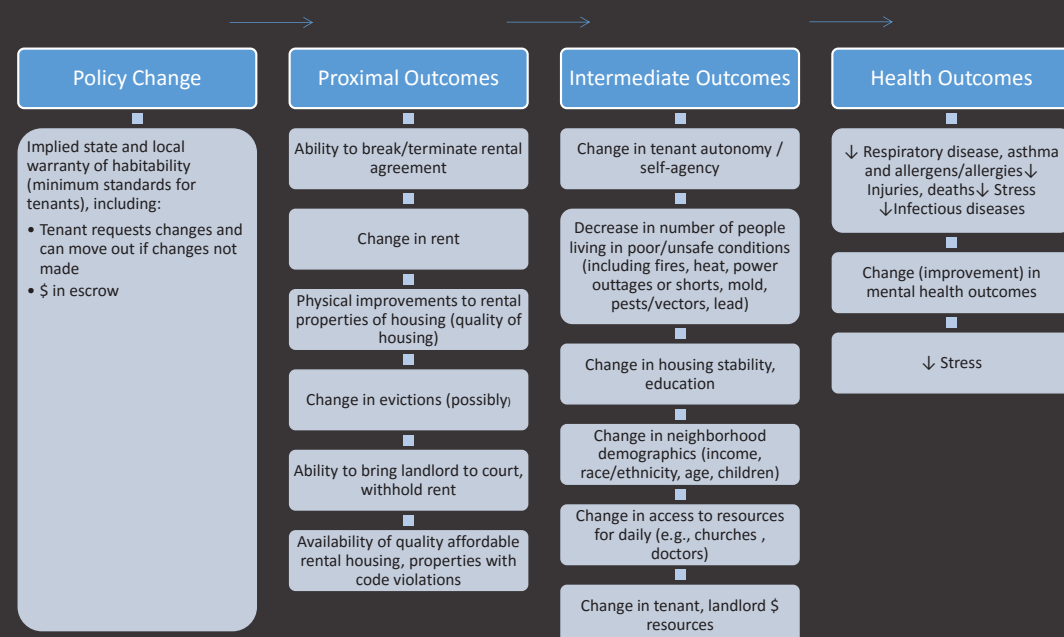 Policy Change
Implied state and local
warranty of habitability
(minimum standards for
tenants), including:
• Tenant requests changes and
can move out if changes not
made
• $ in escrow
Proximal Outcomes
Ability to break/terminate rental
agreement
Change in rent
Physical improvements to rental
properties of housing (quality of
housing)
Change in evictions (possibly)
Ability to bring landlord to court,
withhold rent
Availability of quality affordable
rental housing, properties with
code violations
Intermediate Outcomes
Change in tenant autonomy /
self-agency
Decrease in number of people
living in poor/unsafe conditions
(including fires, heat, power
outtages or shorts, mold,
pests/vectors, lead)
Change in housing stability,
education
Change in neighborhood
demographics (income,
race/ethnicity, age, children)
Change in access to resources
for daily (e.g., churches ,
doctors)
Change in tenant, landlord $
resources
Health Outcomes
↓ Respiratory disease, asthma
and allergens/allergies↓
Injuries, deaths↓ Stress
↓Infectious diseases
Change (improvement) in
mental health outcomes
↓ Stress